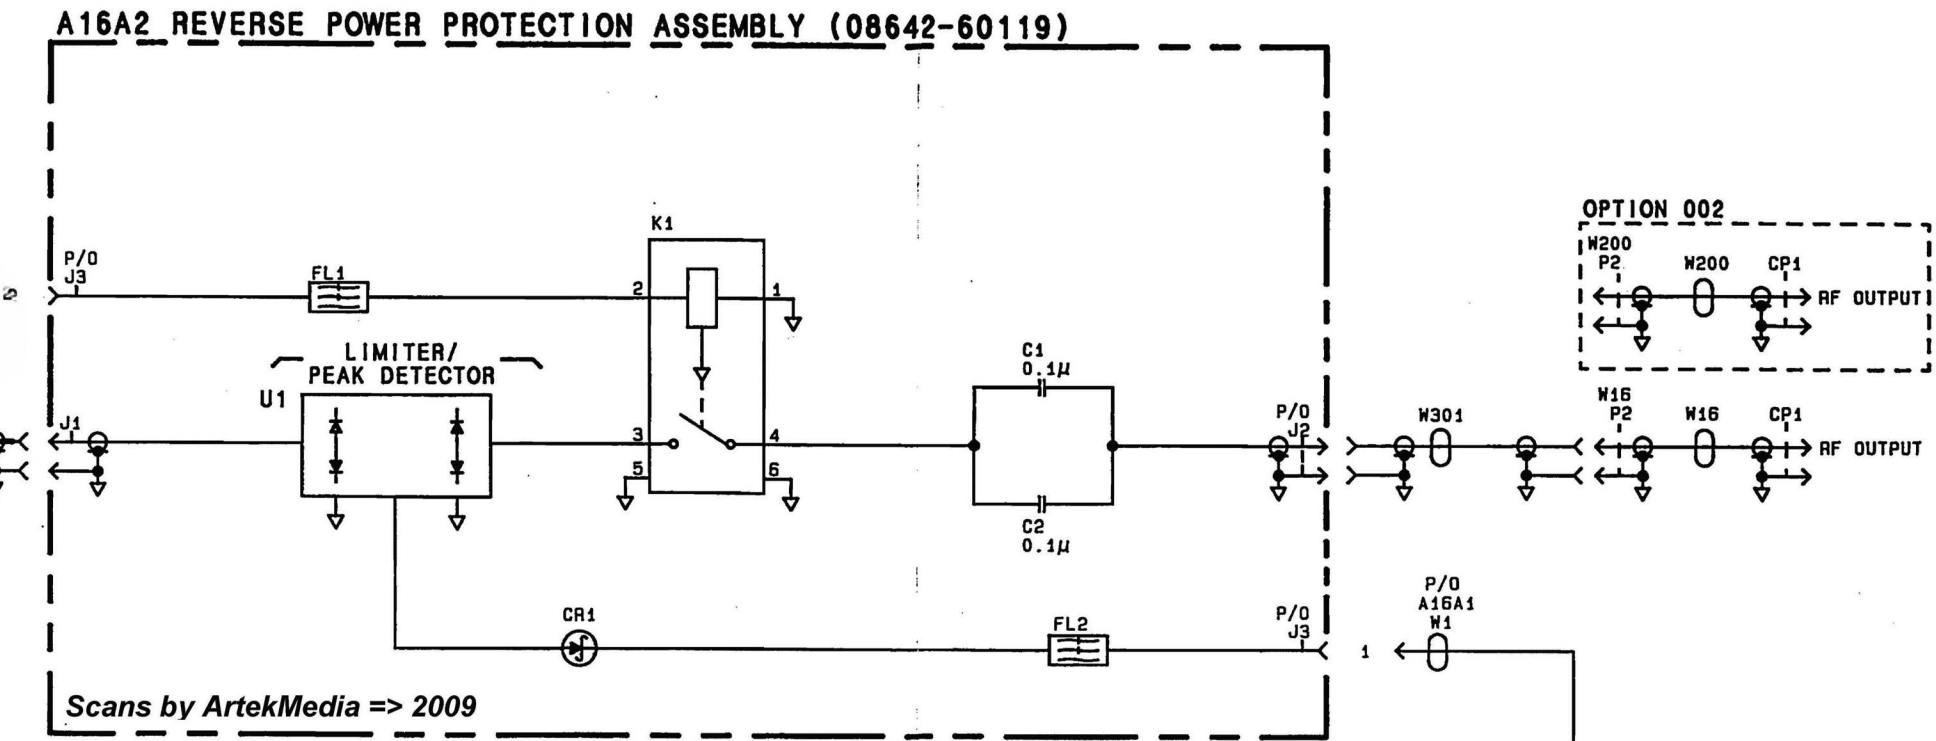 A16A2 REVERSE POWER PROTECTION ASSEMBLY (08642-60119)
OPTION 002
W200
P2
W200
CP1
RF OUTPUT
K1
P/O
J3
FL1
2
1
LIMITER/
PEAK DETECTOR
U1
J1
3
4
5
6
C1
0.1µ
C2
0.1µ
P/O
J2
W301
W16
P2
W16
CP1
RF OUTPUT
CR1
FL2
P/O
J3
1
P/O
A16A1
W1
Scans by ArtekMedia => 2009